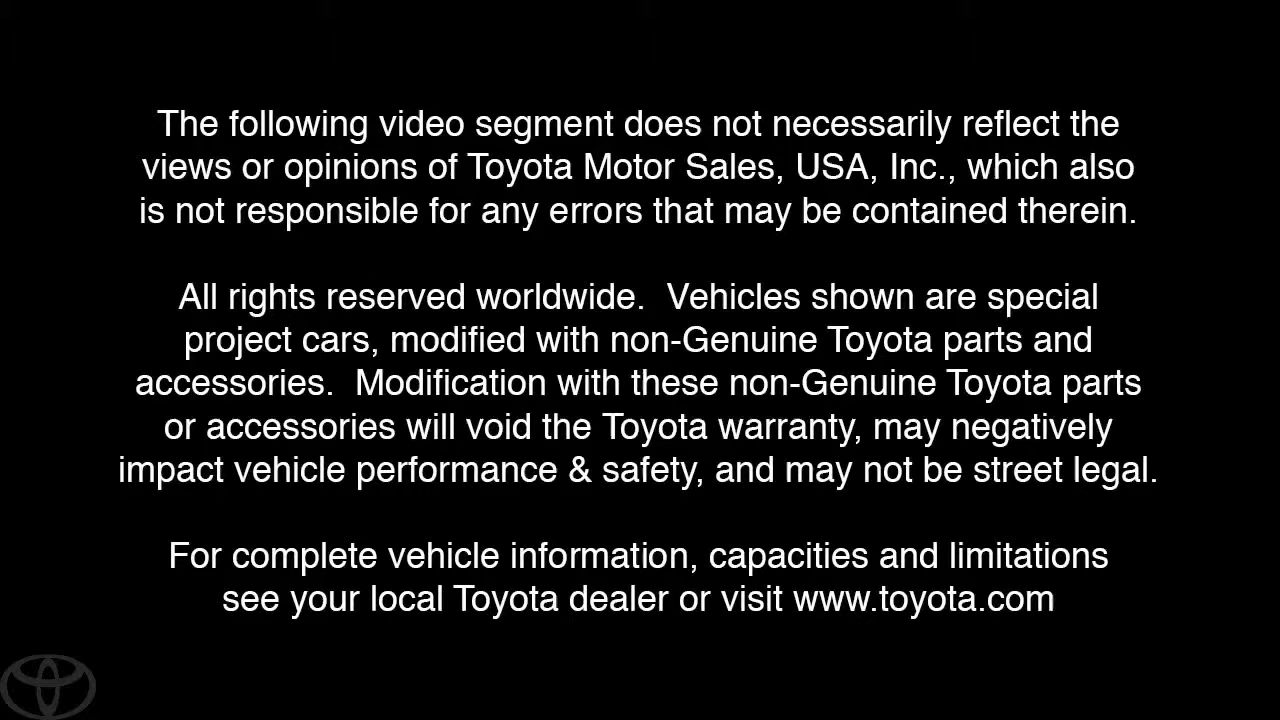 The following video segment does not necessarily reflect the
views or opinions of Toyota Motor Sales, USA, Inc., which also
is not responsible for any errors that may be contained therein.
All rights reserved worldwide.  Vehicles shown are special
project cars, modified with non-Genuine Toyota parts and
accessories.  Modification with these non-Genuine Toyota parts
or accessories will void the Toyota warranty, may negatively
impact vehicle performance & safety, and may not be street legal.
For complete vehicle information, capacities and limitations
see your local Toyota dealer or visit www.toyota.com